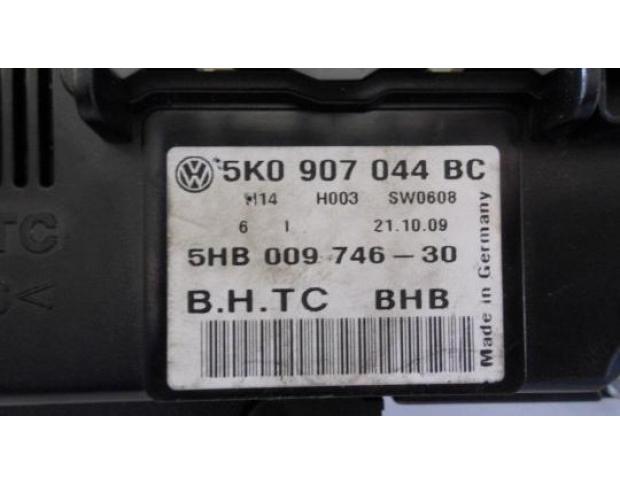 5K0 907 044 BC
H14 H003 SW0608
6 I 21.10.09
5HB 009 746-30
B.H.TC BHB
Made in Germany
TC